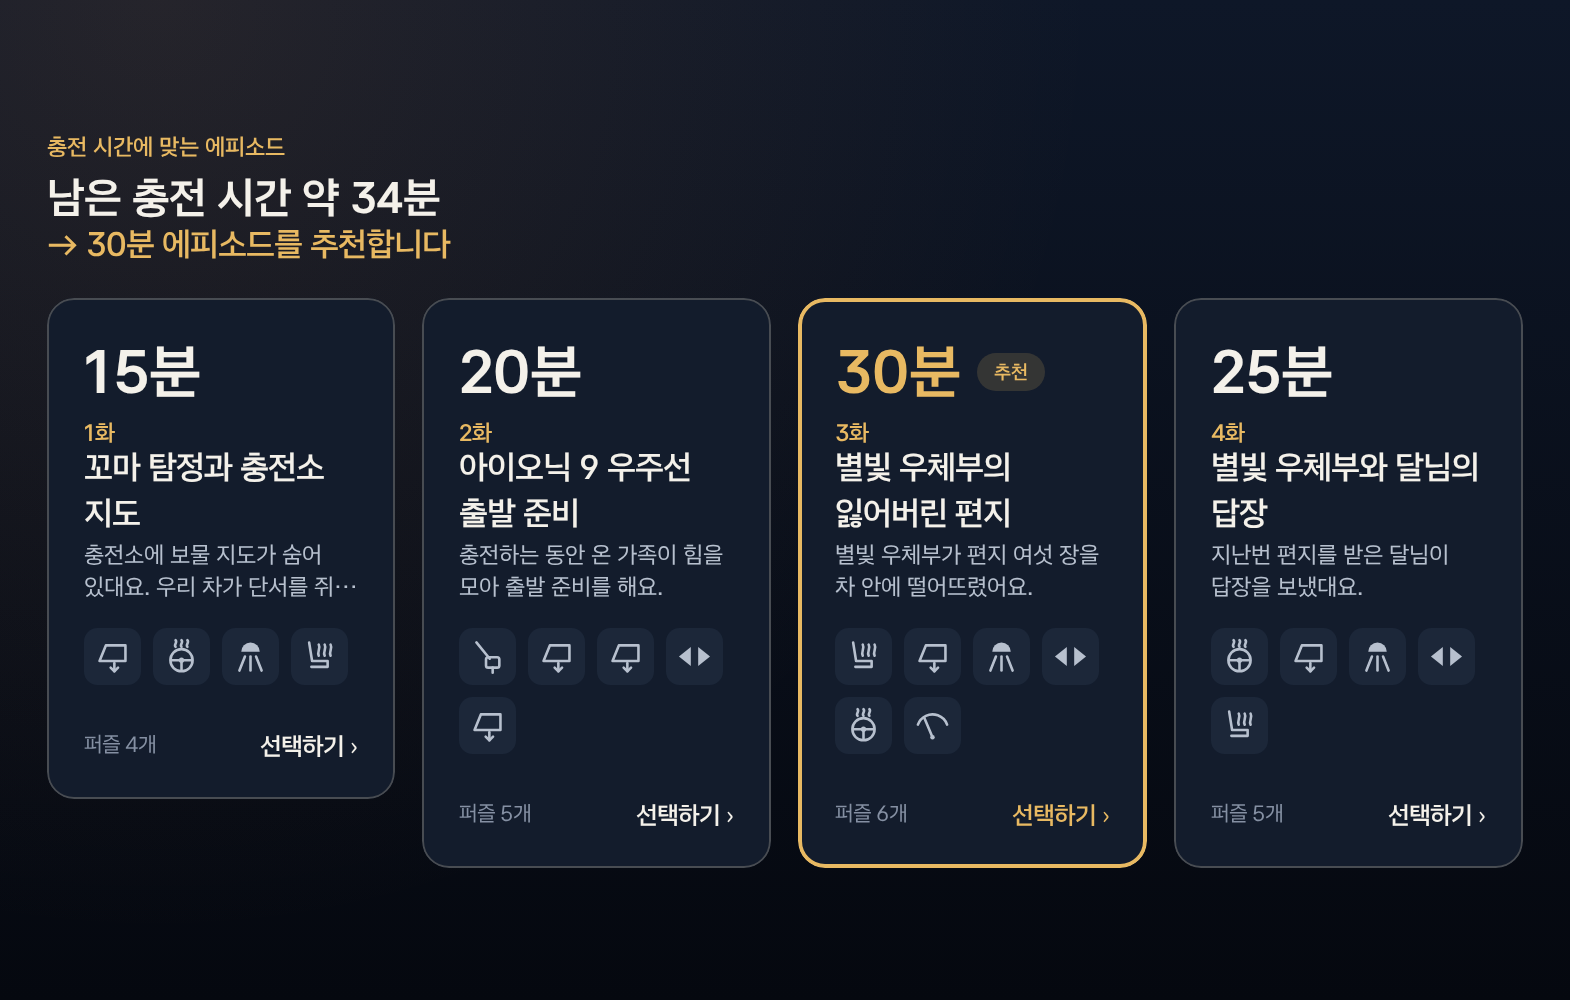 충전 시간에 맞는 에피소드
남은 충전 시간 약 34분
→ 30분 에피소드를 추천합니다
15분
1화
꼬마 탐정과 충전소
지도
충전소에 보물 지도가 숨어
있대요. 우리 차가 단서를 쥐…
퍼즐 4개
선택하기 ›
20분
2화
아이오닉 9 우주선
출발 준비
충전하는 동안 온 가족이 힘을
모아 출발 준비를 해요.
퍼즐 5개
선택하기 ›
30분 추천
3화
별빛 우체부의
잃어버린 편지
별빛 우체부가 편지 여섯 장을
차 안에 떨어뜨렸어요.
퍼즐 6개
선택하기 ›
25분
4화
별빛 우체부와 달님의
답장
지난번 편지를 받은 달님이
답장을 보냈대요.
퍼즐 5개
선택하기 ›